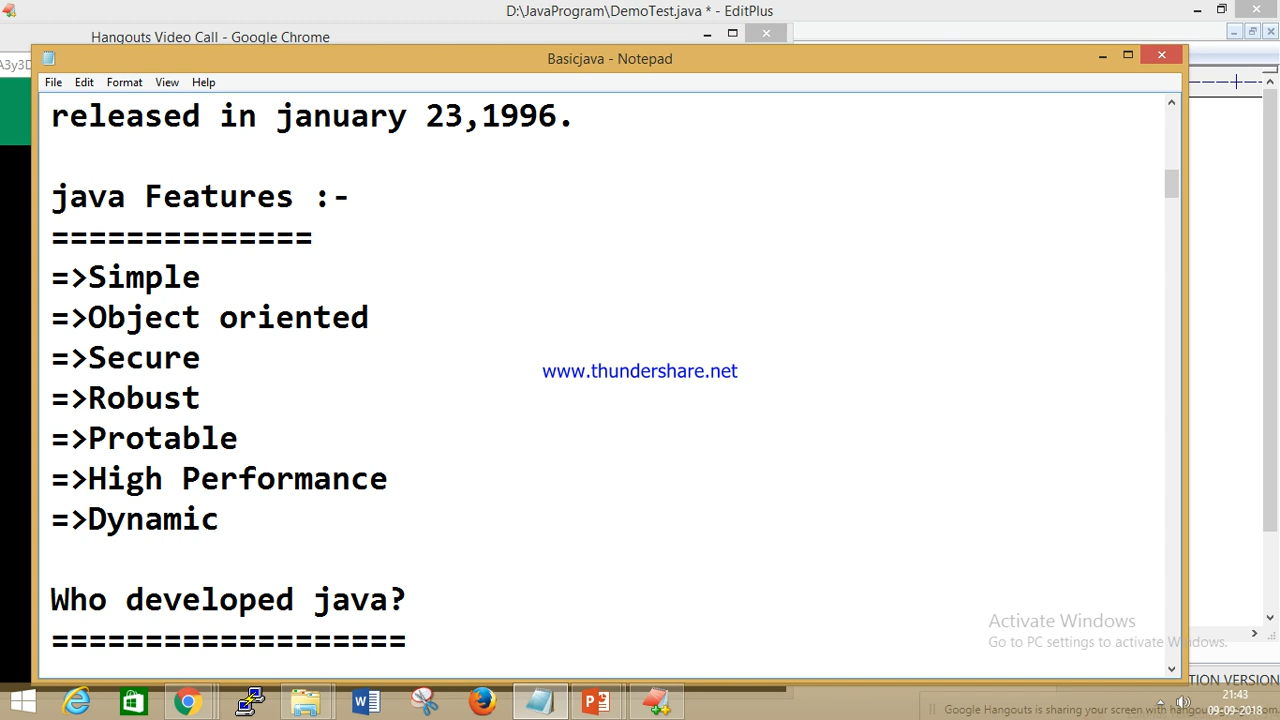 D:\JavaProgram\DemoTest.java * - EditPlus
Hangouts Video Call - Google Chrome
Basicjava - Notepad
File Edit Format View Help
released in january 23,1996.
java Features :-
==============
=>Simple
=>Object oriented
=>Secure
=>Robust
=>Protable
=>High Performance
=>Dynamic
www.thundershare.net
Who developed java?
===================
Activate Windows
Go to PC settings to activate Windows.
TION VERSION
21:43
09-09-2018
Google Hangouts is sharing your screen with